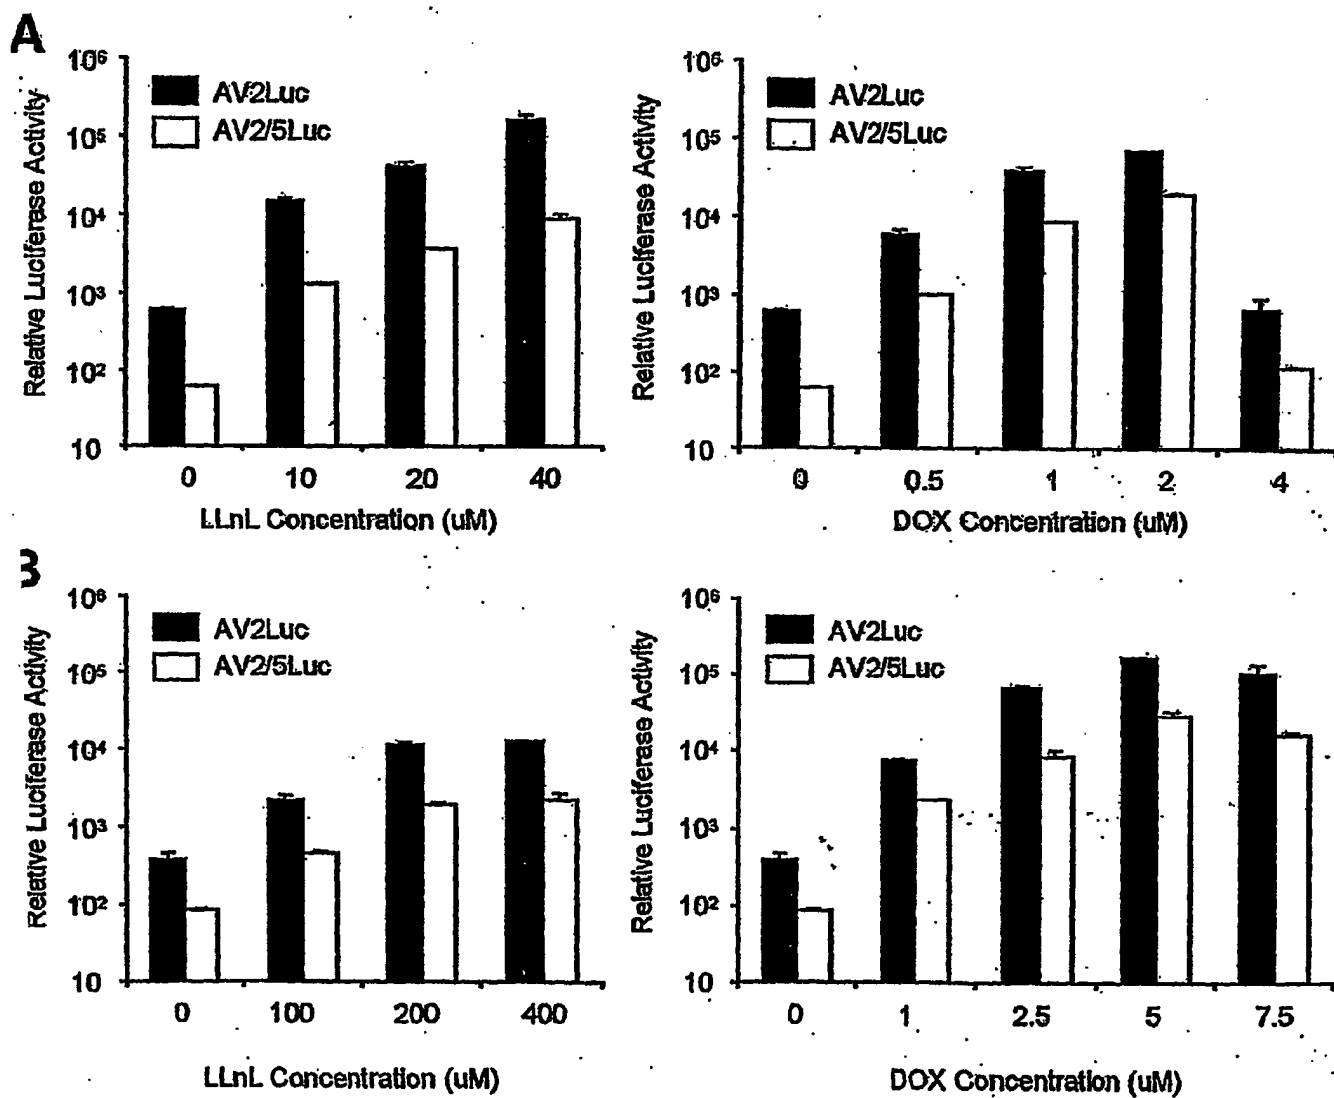 A
10⁶
10⁵
10⁴
10³
10²
10
Relative Luciferase Activity
AV2Luc
AV2/5Luc
0 10 20 40
LLnL Concentration (uM)
10⁶
10⁵
10⁴
10³
10²
10
Relative Luciferase Activity
AV2Luc
AV2/5Luc
0 0.5 1 2 4
DOX Concentration (uM)
10⁶
10⁵
10⁴
10³
10²
10
Relative Luciferase Activity
AV2Luc
AV2/5Luc
0 100 200 400
LLnL Concentration (uM)
10⁶
10⁵
10⁴
10³
10²
10
Relative Luciferase Activity
AV2Luc
AV2/5Luc
0 1 2.5 5 7.5
DOX Concentration (uM)